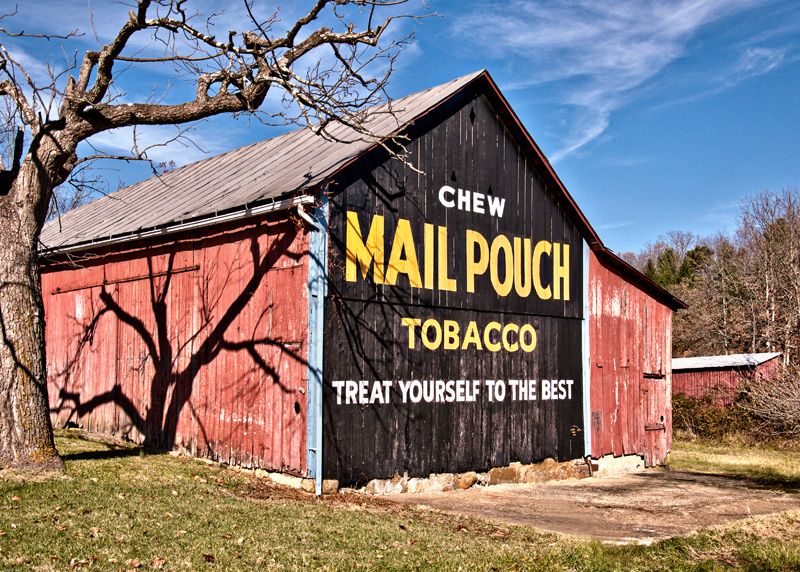 CHEW
MAIL POUCH
TOBACCO
TREAT YOURSELF TO THE BEST